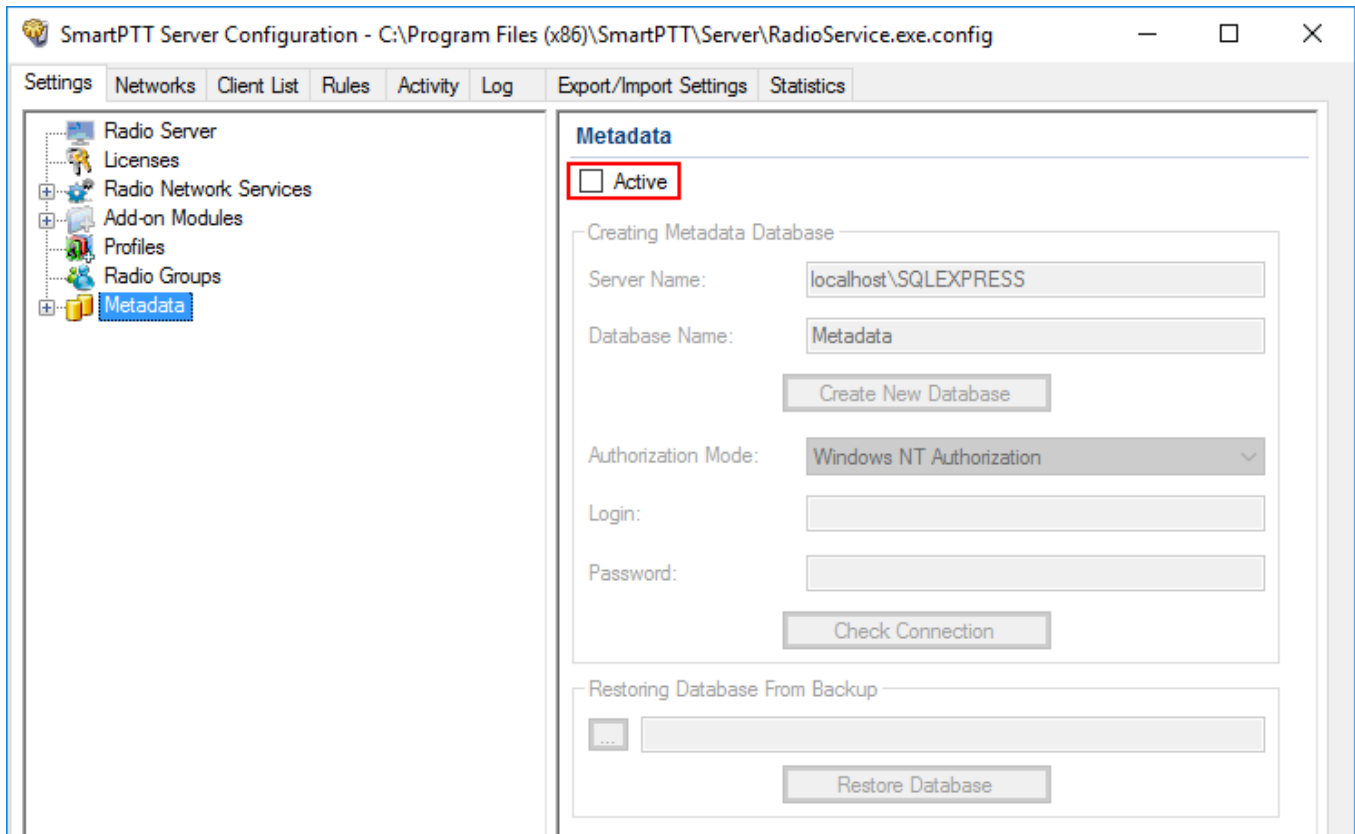 SmartPTT Server Configuration - C:\Program Files (x86)\SmartPTT\Server\RadioService.exe.config
Settings Networks Client List Rules Activity Log Export/Import Settings Statistics
Radio Server
Licenses
Radio Network Services
Add-on Modules
Profiles
Radio Groups
Metadata
Metadata
Active
Creating Metadata Database
Server Name: localhost\SQLEXPRESS
Database Name: Metadata
Create New Database
Authorization Mode: Windows NT Authorization
Login:
Password:
Check Connection
Restoring Database From Backup
...
Restore Database